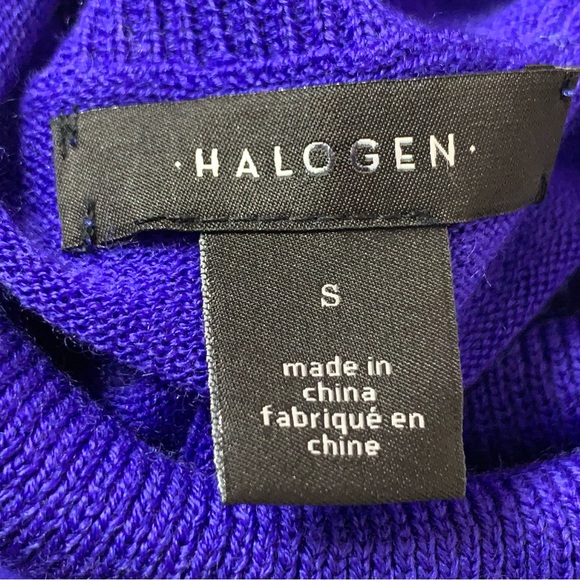 ·HALOGEN·
S
made in
china
fabriqué en
chine